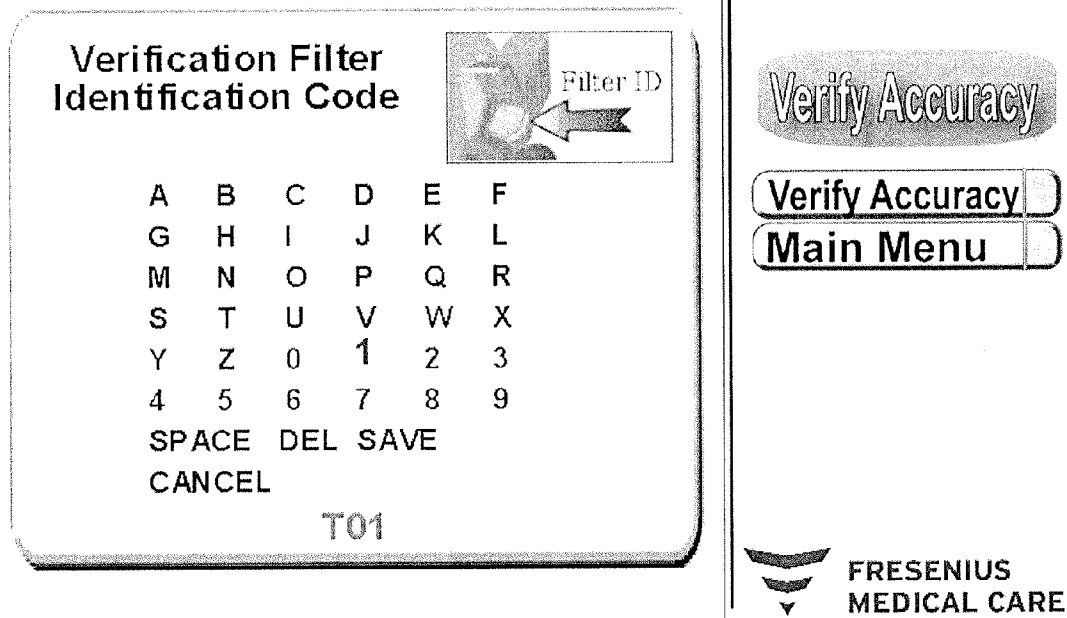 Verification Filter
Identification Code
Filter ID
A B C D E F
G H I J K L
M N O P Q R
S T U V W X
Y Z 0 1 2 3
4 5 6 7 8 9
SPACE DEL SAVE
CANCEL
T01
Verify Accuracy
Verify Accuracy
Main Menu
FRESENIUS
MEDICAL CARE